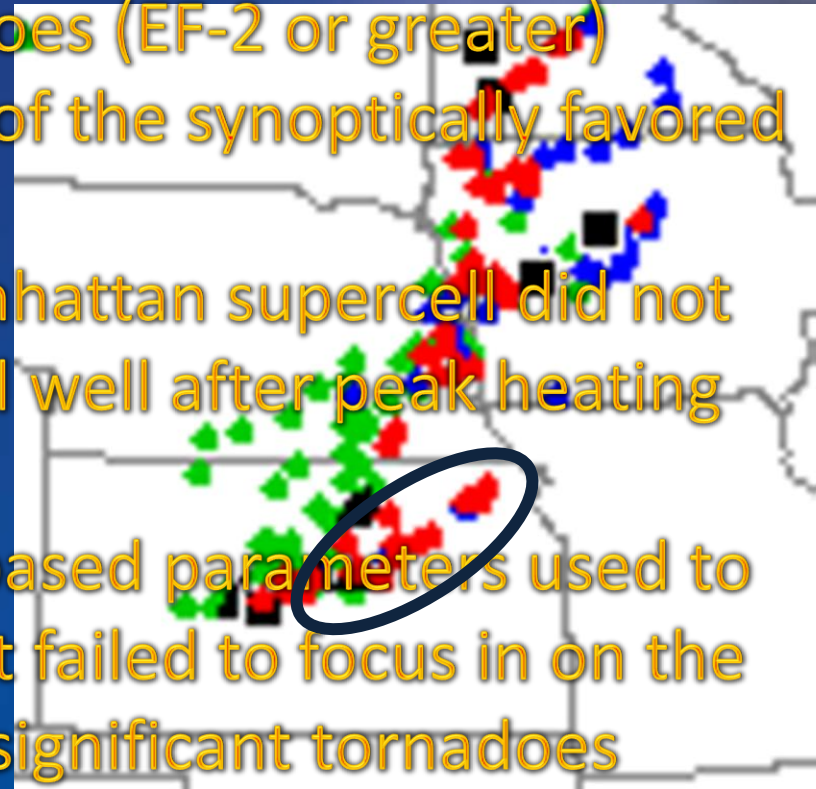 oes (EF-2 or greater)
of the synoptically favored
nhattan supercell did not
l well after peak heating
ased parameters used to
t failed to focus in on the
significant tornadoes